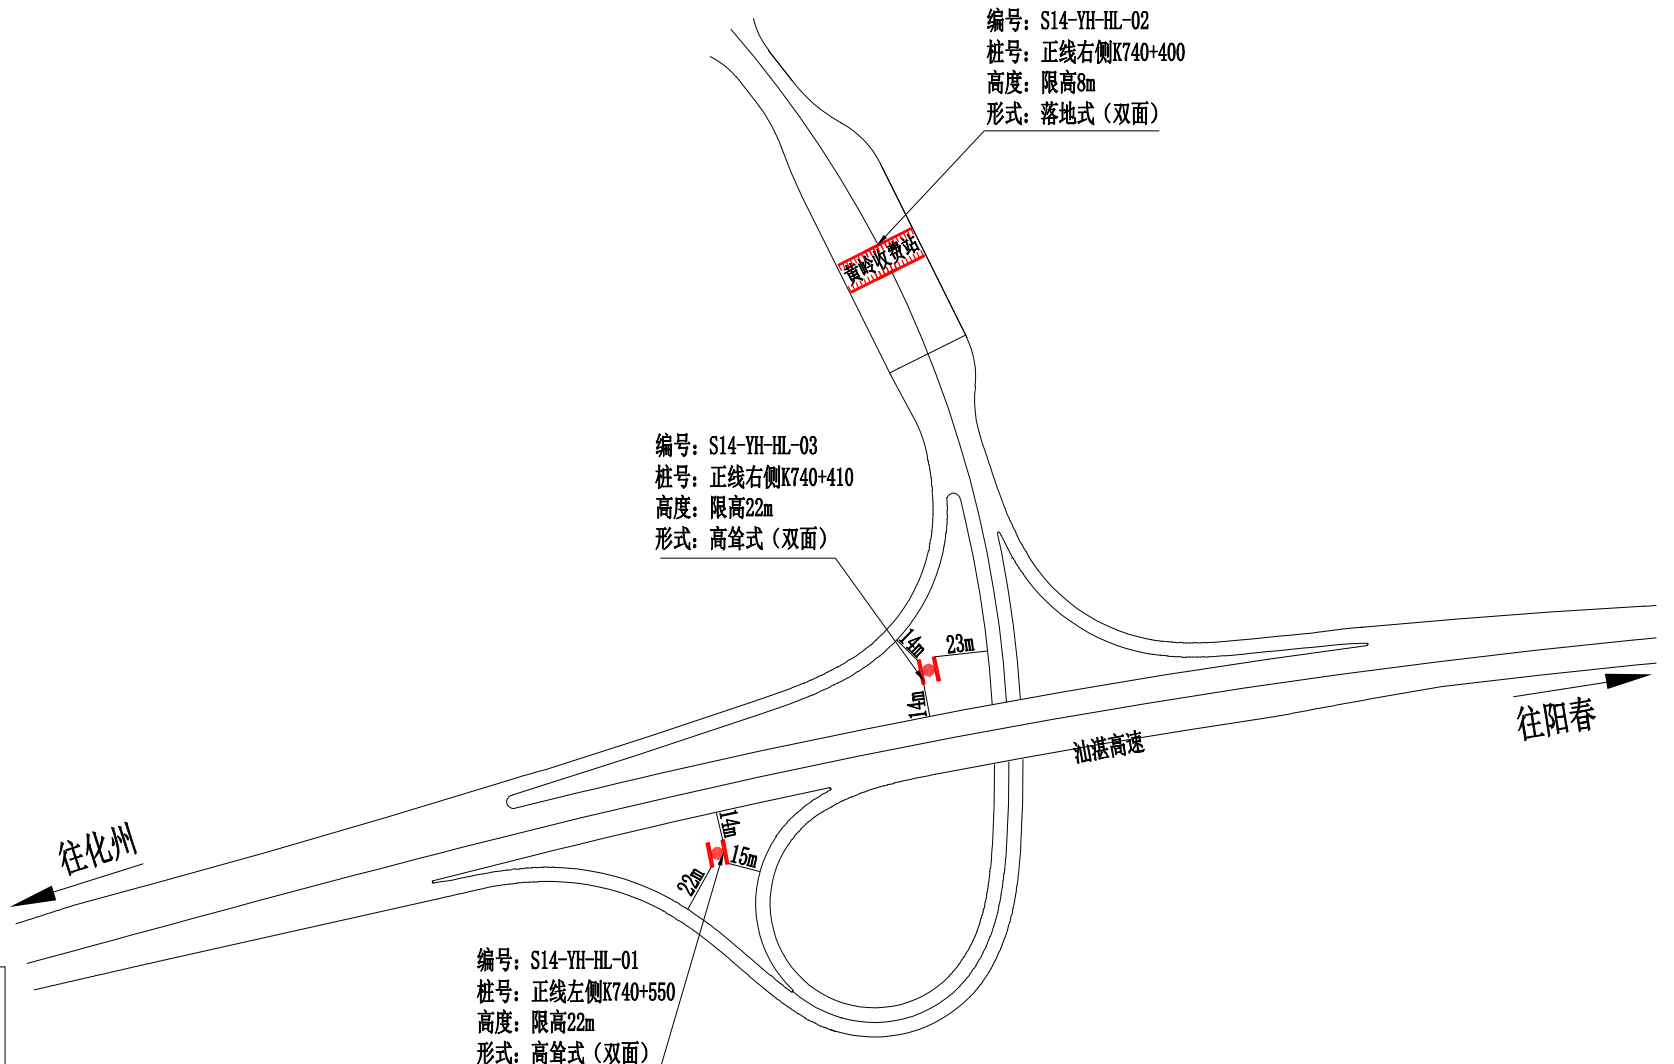 编号：S14-YH-HL-02
桩号：正线右侧K740+400
高度：限高8m
形式：落地式（双面）
黄岭收费站
编号：S14-YH-HL-03
桩号：正线右侧K740+410
高度：限高22m
形式：高耸式（双面）
14m
23m
14m
往阳春
汕湛高速
往化州
14m
15m
22m
编号：S14-YH-HL-01
桩号：正线左侧K740+550
高度：限高22m
形式：高耸式（双面）